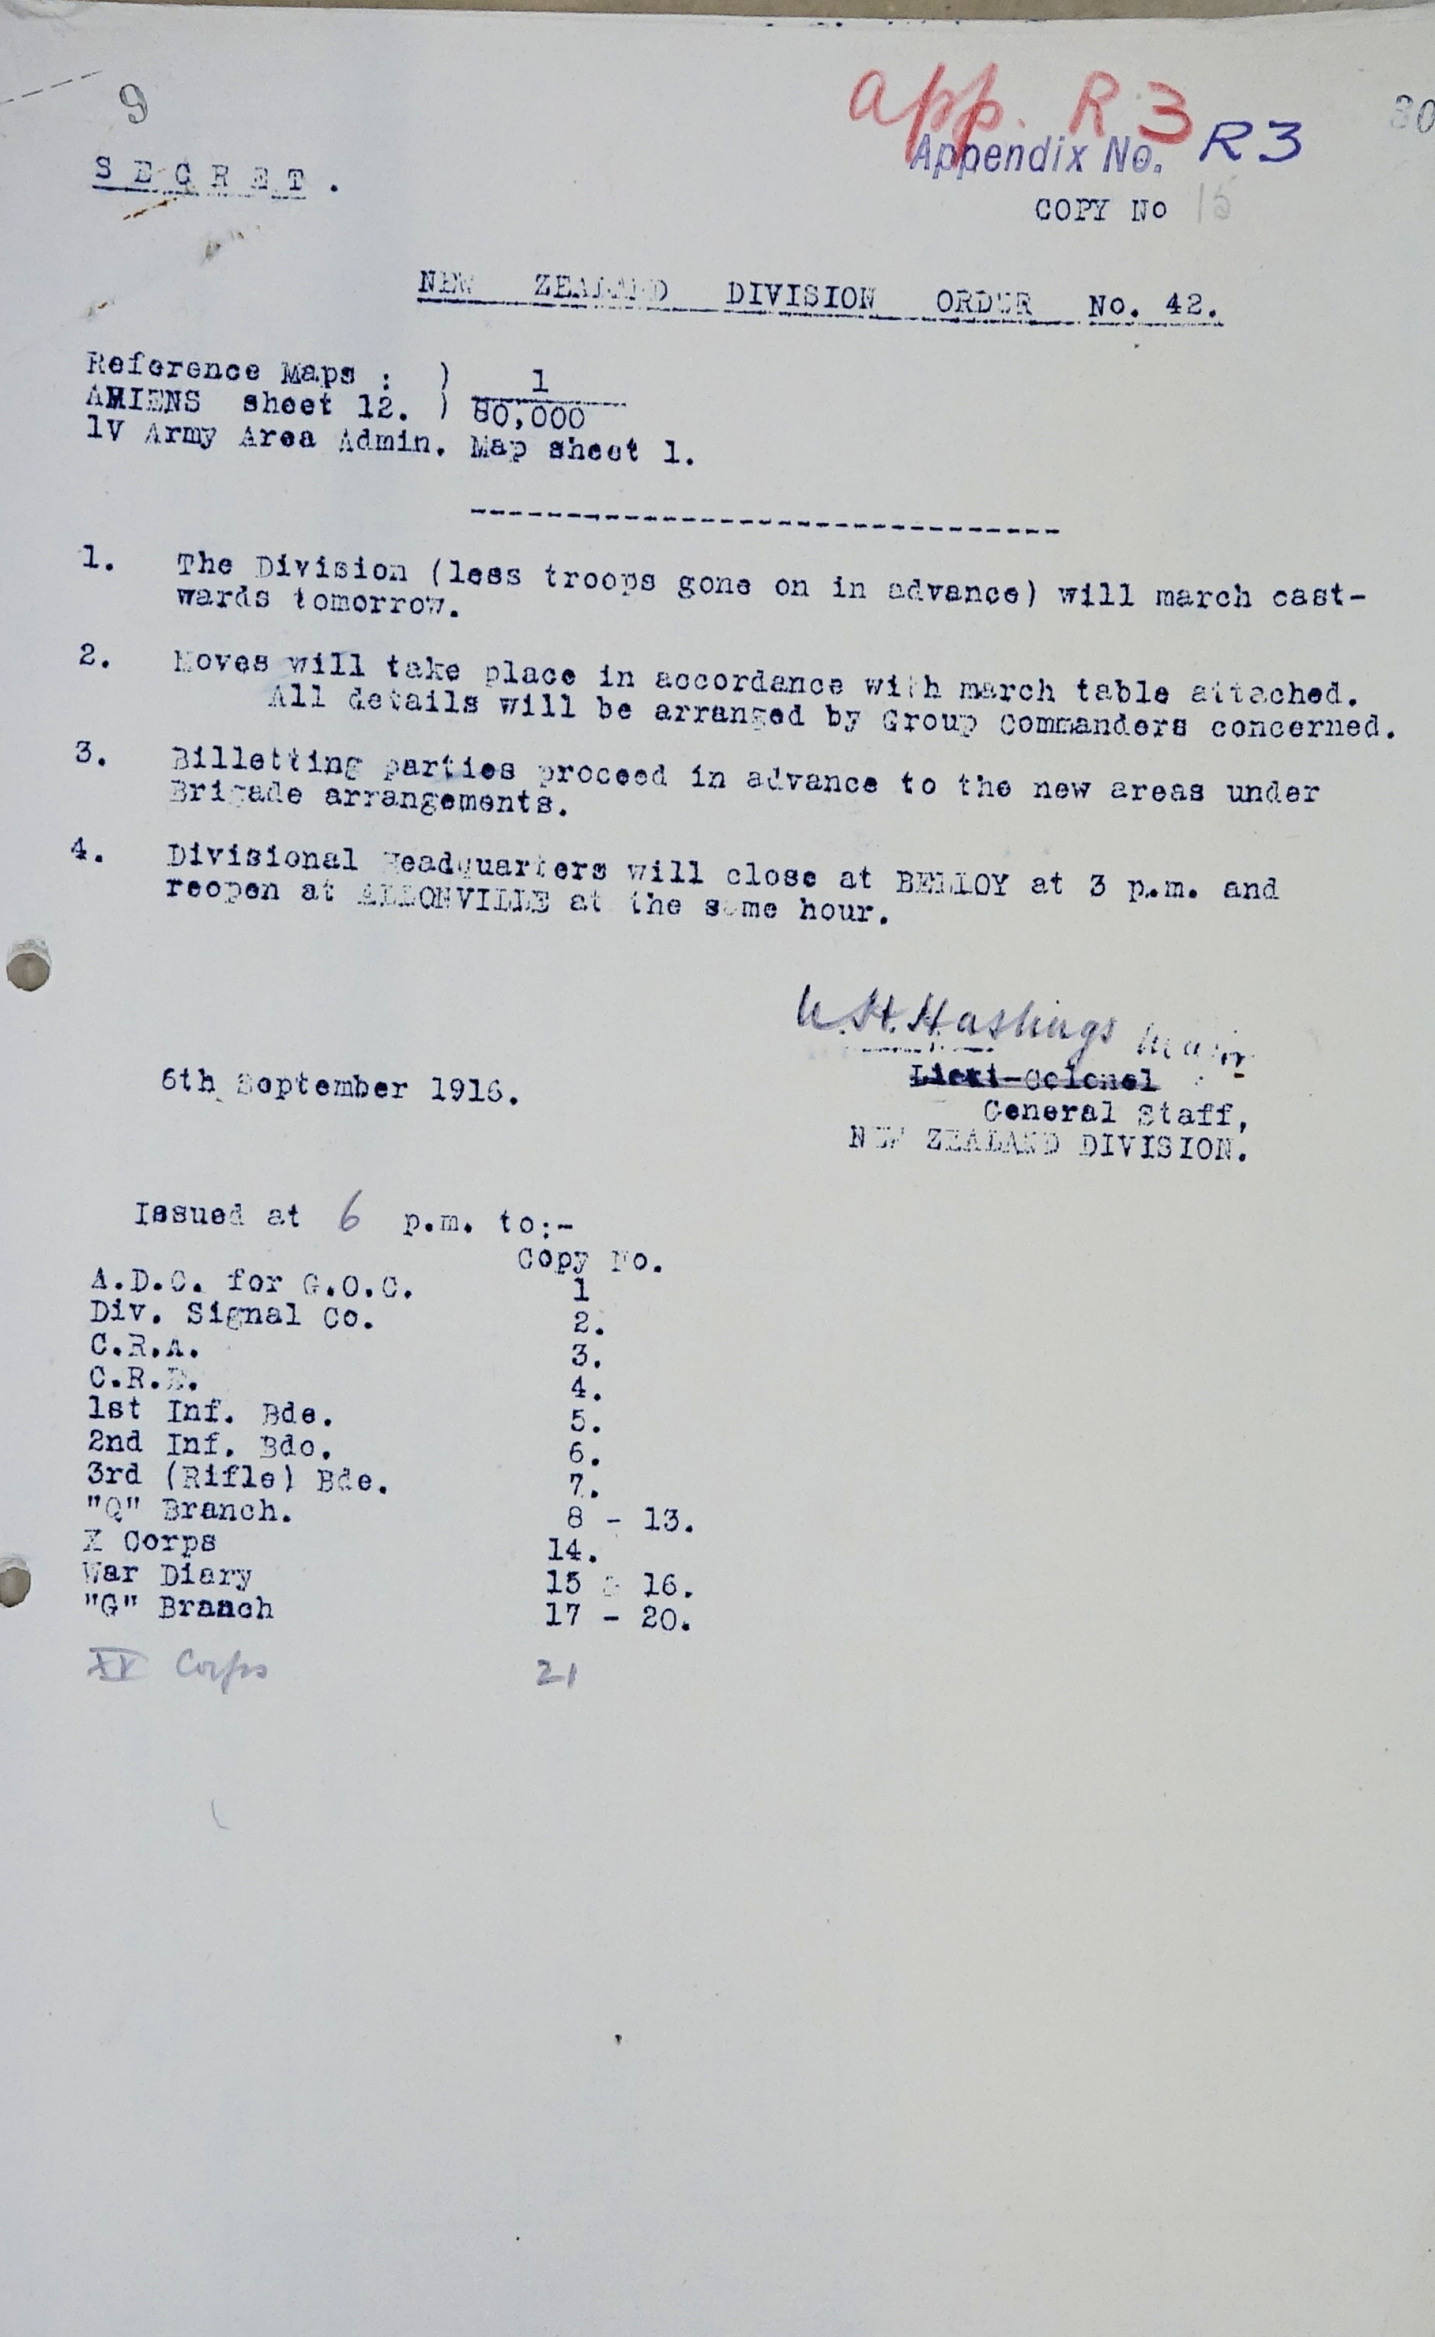 9
app. R3
30
Appendix No. R3
SECRET.
COPY No 15
NEW ZEALAND DIVISION ORDER No. 42.
Reference Maps : )
AMIENS sheet 12. ) 1/80,000
1V Army Area Admin. Map sheet 1.
1. The Division (less troops gone on in advance) will march east-
wards tomorrow.
2. Moves will take place in accordance with march table attached.
All details will be arranged by Group Commanders concerned.
3. Billetting parties proceed in advance to the new areas under
Brigade arrangements.
4. Divisional Headquarters will close at BELLOY at 3 p.m. and
reopen at ALLONVILLE at the same hour.
W.H. Hastings Major
Lieut-Colonel
6th September 1916.
General Staff,
NEW ZEALAND DIVISION.
Issued at 6 p.m. to:-
Copy No.
A.D.C. for G.O.C. 1
Div. Signal Co. 2.
C.R.A. 3.
C.R.E. 4.
1st Inf. Bde. 5.
2nd Inf. Bde. 6.
3rd (Rifle) Bde. 7.
"Q" Branch. 8 - 13.
X Corps 14.
War Diary 15 & 16.
"G" Branch 17 - 20.
XV Corps 21